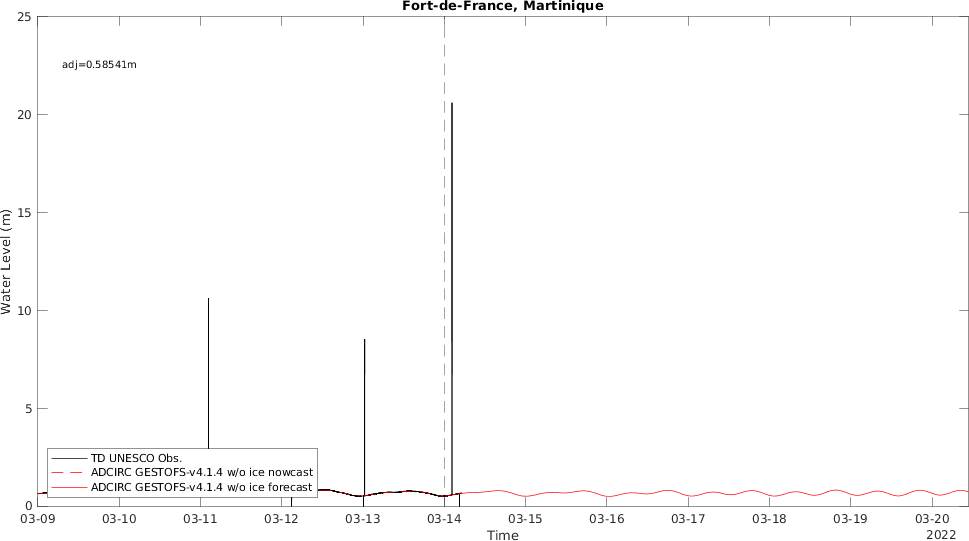 Fort-de-France, Martinique
25
adj=0.58541m
20
15
Water Level (m)
10
5
TD UNESCO Obs.
ADCIRC GESTOFS-v4.1.4 w/o ice nowcast
ADCIRC GESTOFS-v4.1.4 w/o ice forecast
0
03-09 03-10 03-11 03-12 03-13 03-14 03-15 03-16 03-17 03-18 03-19 03-20
Time 2022